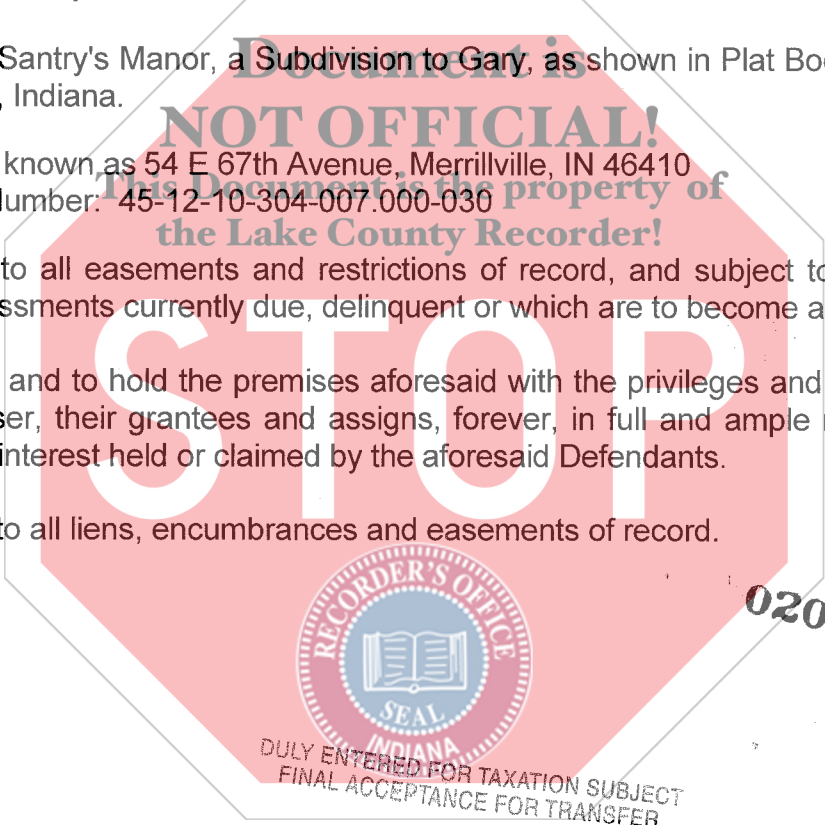 Santry's Manor, a Subdivision to Gary, as shown in Plat Bo
Document is
, Indiana.
NOT OFFICIAL!
known as 54 E 67th Avenue, Merrillville, IN 46410
This Document is the property of
lumber: 45-12-10-304-007.000-030
the Lake County Recorder!
to all easements and restrictions of record, and subject to
ssments currently due, delinquent or which are to become a
STOP
and to hold the premises aforesaid with the privileges and
ser, their grantees and assigns, forever, in full and ample
interest held or claimed by the aforesaid Defendants.
to all liens, encumbrances and easements of record.
RECORDER'S OFFICE
020
SEAL
INDIANA
DULY ENTERED FOR TAXATION SUBJECT
FINAL ACCEPTANCE FOR TRANSFER